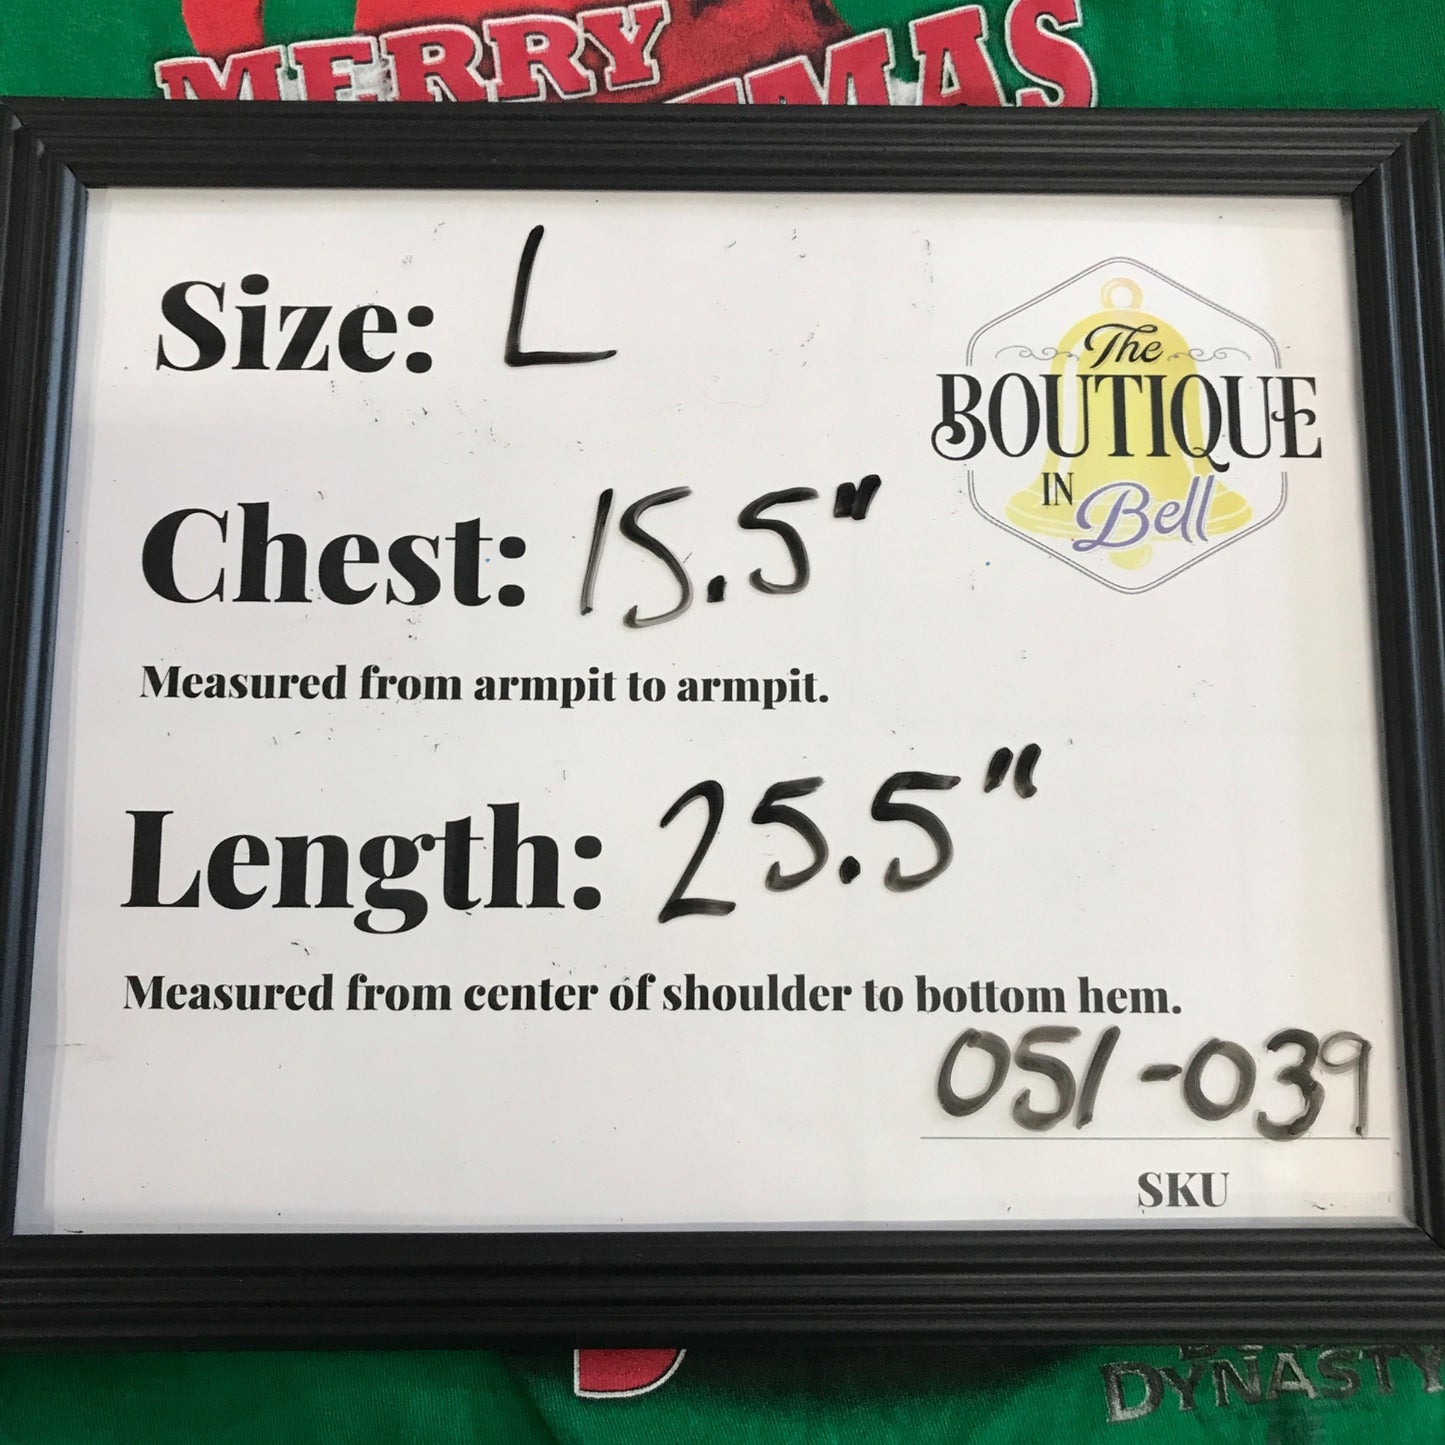 MERRY
MAS
Size: L
The
BOUTIQUE
IN Bell
Chest: 15.5"
Measured from armpit to armpit.
Length: 25.5"
Measured from center of shoulder to bottom hem.
051-039
SKU
DYNASTY